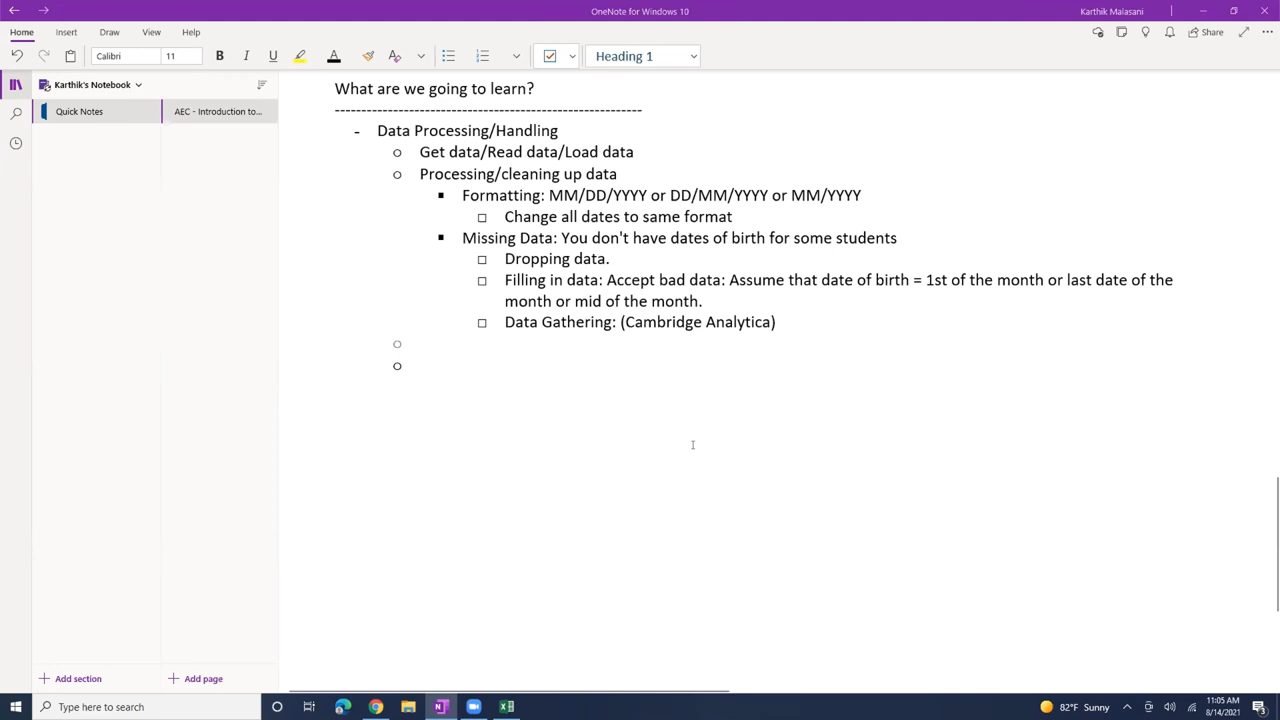 OneNote for Windows 10
Karthik Malasani
Home Insert Draw View Help
Share
Calibri 11 B I U A Heading 1
Karthik's Notebook
Quick Notes
AEC - Introduction to...
What are we going to learn?
----------------------------------------------------------
- Data Processing/Handling
o Get data/Read data/Load data
o Processing/cleaning up data
▪ Formatting: MM/DD/YYYY or DD/MM/YYYY or MM/YYYY
□ Change all dates to same format
▪ Missing Data: You don't have dates of birth for some students
□ Dropping data.
□ Filling in data: Accept bad data: Assume that date of birth = 1st of the month or last date of the
month or mid of the month.
□ Data Gathering: (Cambridge Analytica)
o
o
+ Add section
+ Add page
Type here to search
82°F Sunny
11:05 AM
8/14/2021
3